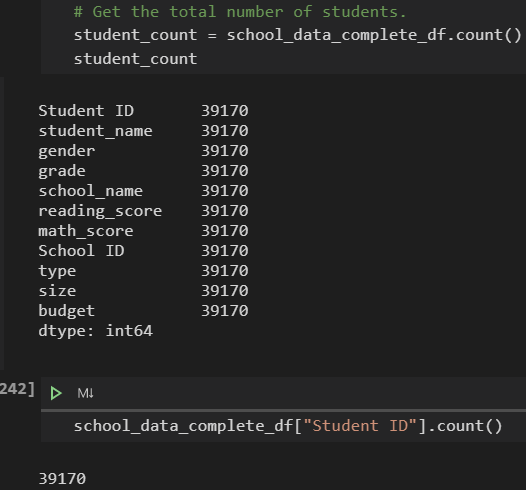 # Get the total number of students.
student_count = school_data_complete_df.count()
student_count
Student ID 39170
student_name 39170
gender 39170
grade 39170
school_name 39170
reading_score 39170
math_score 39170
School ID 39170
type 39170
size 39170
budget 39170
dtype: int64
242] M↓
school_data_complete_df["Student ID"].count()
39170